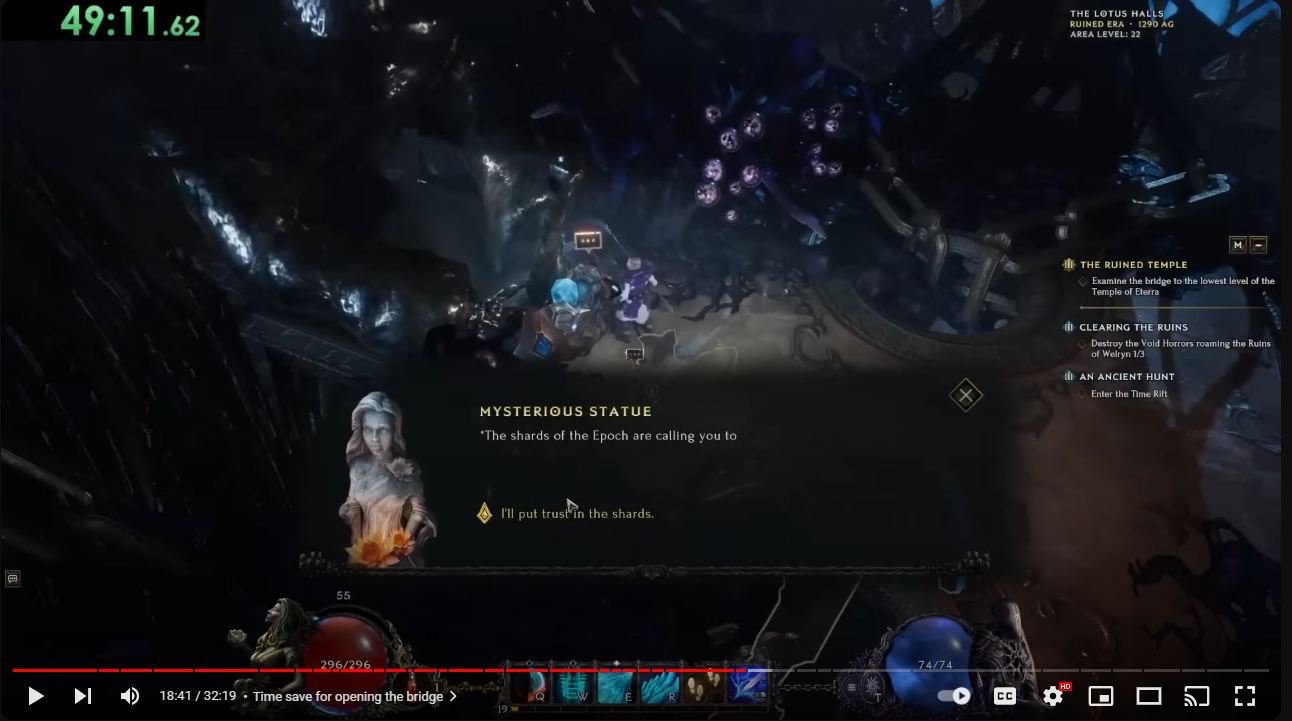 49:11.62
THE LOTUS HALLS
RUINED ERA • 1290 AG
AREA LEVEL: 22
M
THE RUINED TEMPLE
Examine the bridge to the lowest level of the
Temple of Eterra
CLEARING THE RUINS
Destroy the Void Horrors roaming the Ruins
of Welryn 1/3
AN ANCIENT HUNT
Enter the Time Rift
MYSTERIOUS STATUE
*The shards of the Epoch are calling you to
I'll put trust in the shards.
55
296/296
74/74
Q
W
E
R
T
19
18:41 / 32:19 • Time save for opening the bridge
CC
HD